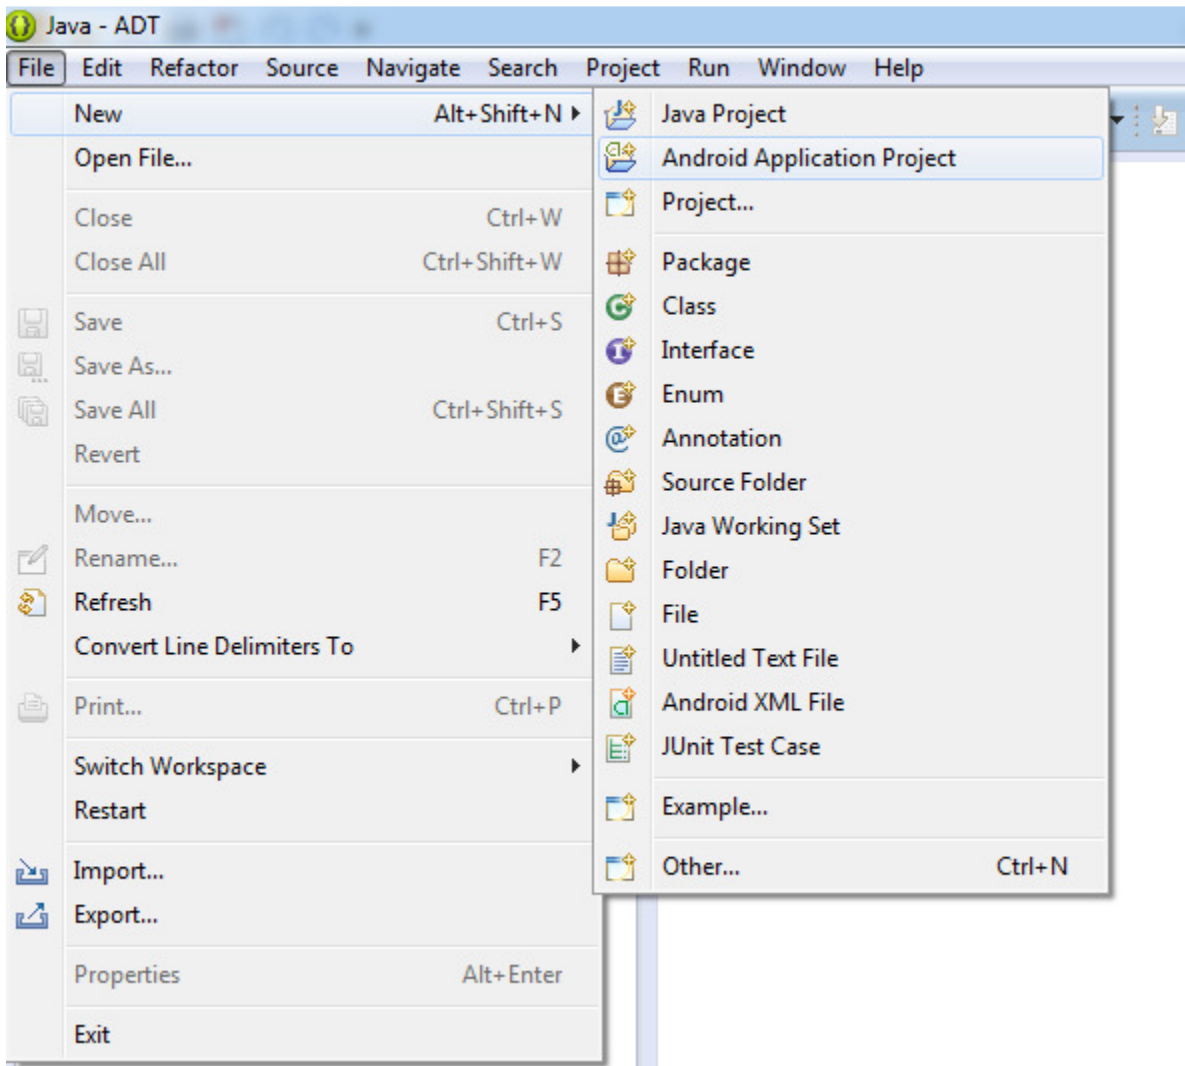 Java - ADT
File Edit Refactor Source Navigate Search Project Run Window Help
New Alt+Shift+N
Open File...
Close Ctrl+W
Close All Ctrl+Shift+W
Save Ctrl+S
Save As...
Save All Ctrl+Shift+S
Revert
Move...
Rename... F2
Refresh F5
Convert Line Delimiters To
Print... Ctrl+P
Switch Workspace
Restart
Import...
Export...
Properties Alt+Enter
Exit
Java Project
Android Application Project
Project...
Package
Class
Interface
Enum
Annotation
Source Folder
Java Working Set
Folder
File
Untitled Text File
Android XML File
JUnit Test Case
Example...
Other... Ctrl+N